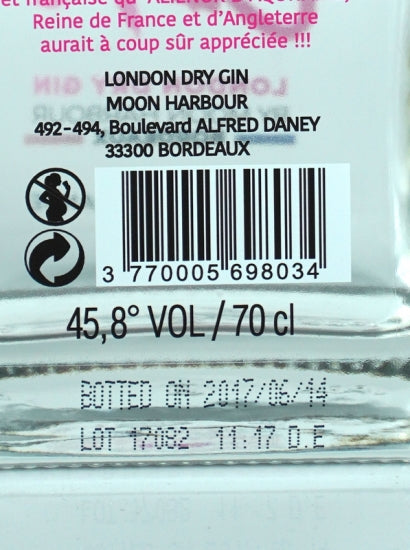 et française qu'
Reine de France et d'Angleterre
aurait à coup sûr appréciée !!!
LONDON DRY GIN
MOON HARBOUR
492-494, Boulevard ALFRED DANEY
33300 BORDEAUX
3 770005 698034
45,8° VOL / 70 cl
BOTTED ON 2017/06/14
LOT 17082 11:17 D.E